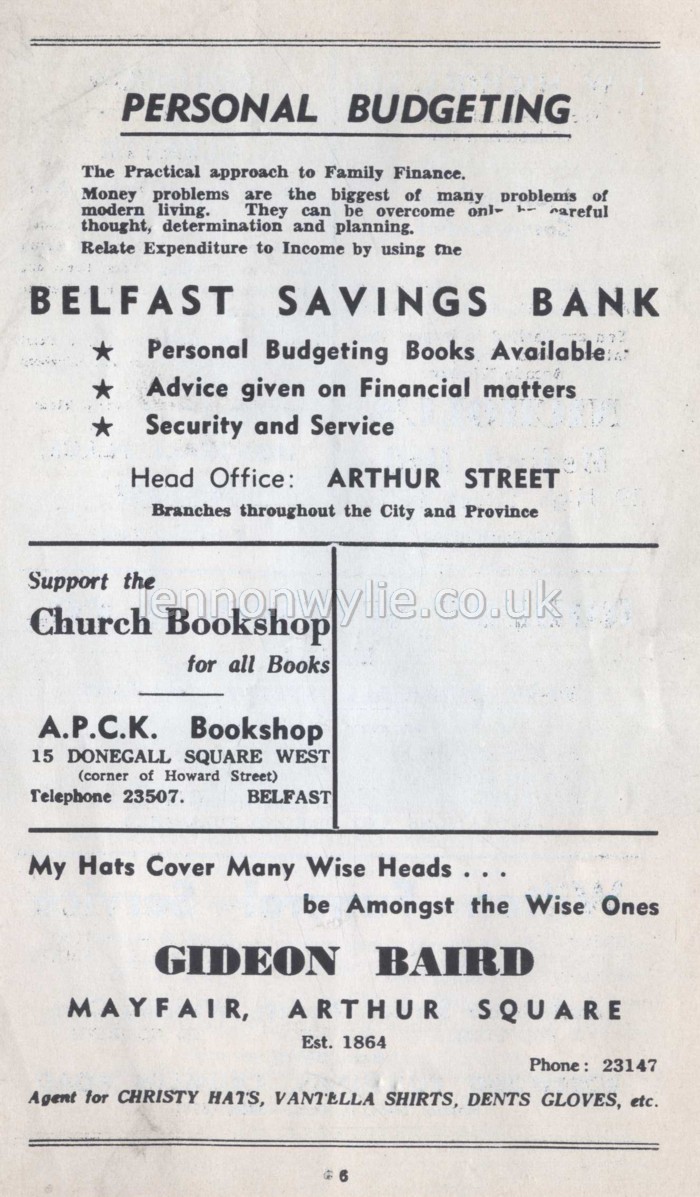 PERSONAL BUDGETING
The Practical approach to Family Finance.
Money problems are the biggest of many problems of
modern living. They can be overcome only by careful
thought, determination and planning.
Relate Expenditure to Income by using the
BELFAST SAVINGS BANK
★ Personal Budgeting Books Available
★ Advice given on Financial matters
★ Security and Service
Head Office: ARTHUR STREET
Branches throughout the City and Province
Support the
lennonwylie.co.uk
Church Bookshop
for all Books
A.P.C.K. Bookshop
15 DONEGALL SQUARE WEST
(corner of Howard Street)
Telephone 23507. BELFAST
My Hats Cover Many Wise Heads . . .
be Amongst the Wise Ones
GIDEON BAIRD
MAYFAIR, ARTHUR SQUARE
Est. 1864
Phone: 23147
Agent for CHRISTY HATS, VANTELLA SHIRTS, DENTS GLOVES, etc.
6